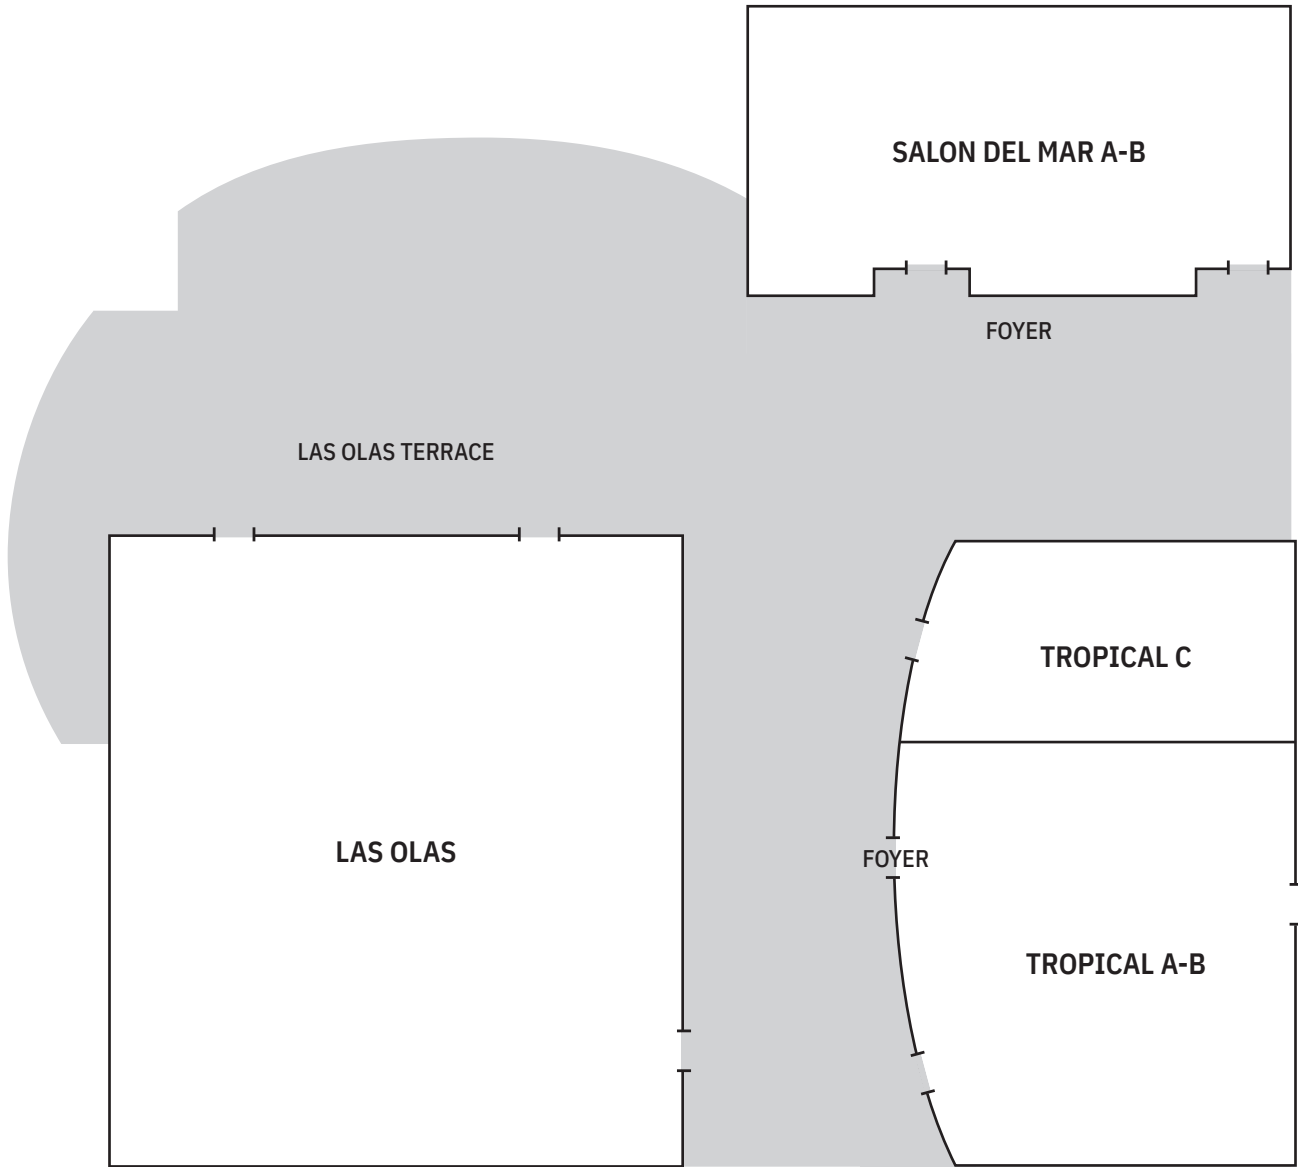 SALON DEL MAR A-B
FOYER
LAS OLAS TERRACE
TROPICAL C
LAS OLAS
FOYER
TROPICAL A-B